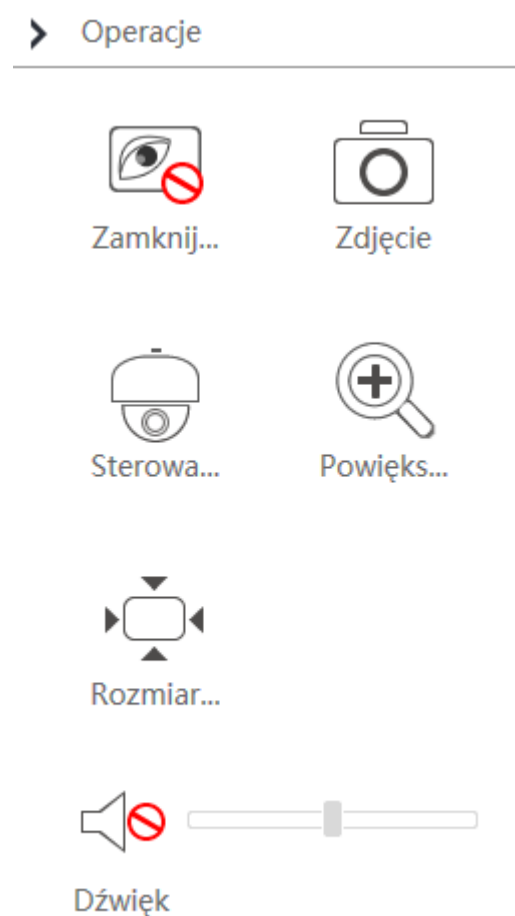 Operacje
Zamknij... Zdjęcie
Sterowa... Powięks...
Rozmiar...
Dźwięk